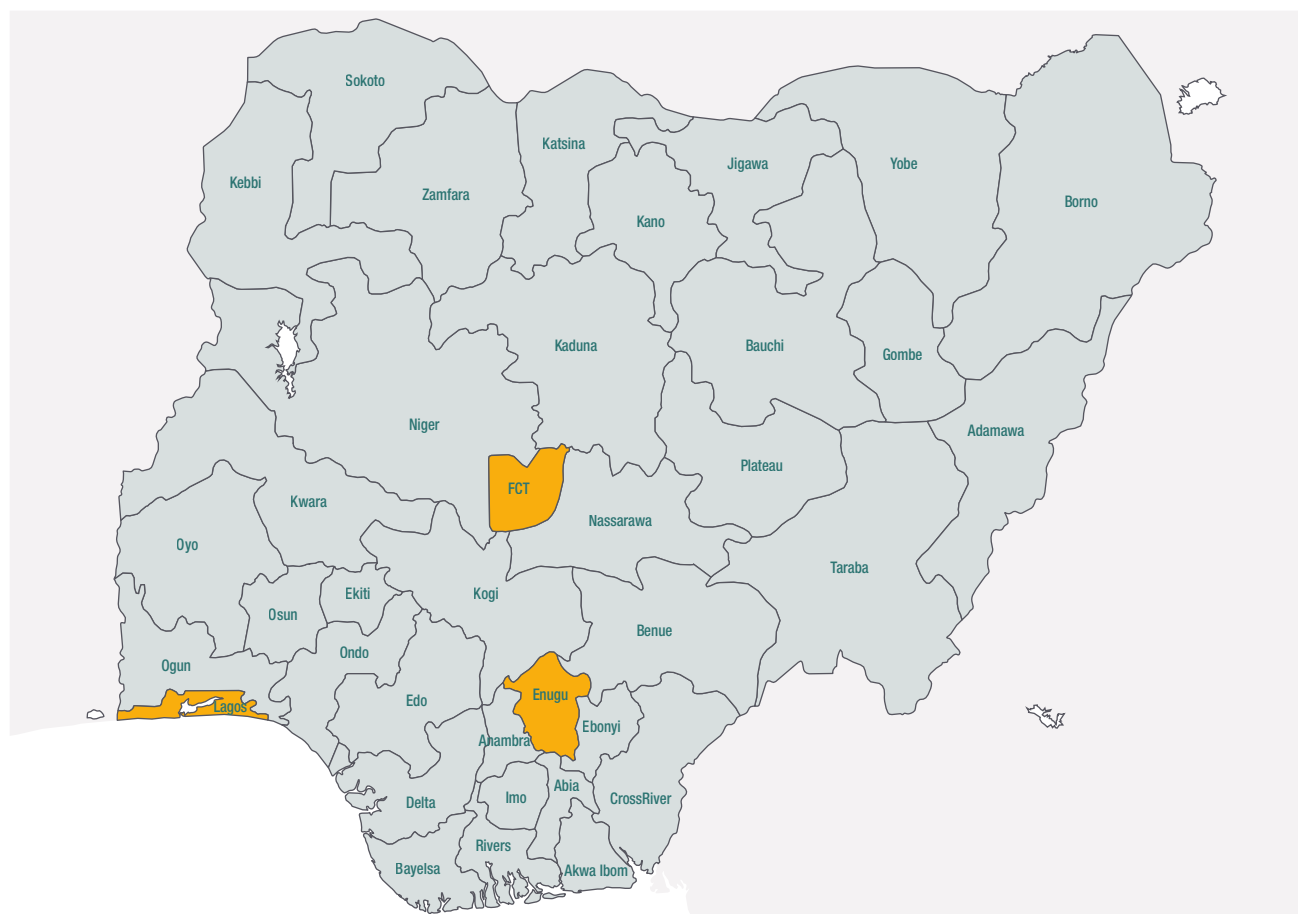 Sokoto
Katsina
Jigawa
Yobe
Kebbi
Zamfara
Borno
Kano
Kaduna
Bauchi
Gombe
Niger
Adamawa
Plateau
FCT
Kwara
Nassarawa
Oyo
Taraba
Ekiti
Kogi
Osun
Benue
Ondo
Ogun
Enugu
Edo
Lagos
Ebonyi
Anambra
Abia
Imo
CrossRiver
Delta
Rivers
Bayelsa
Akwa Ibom